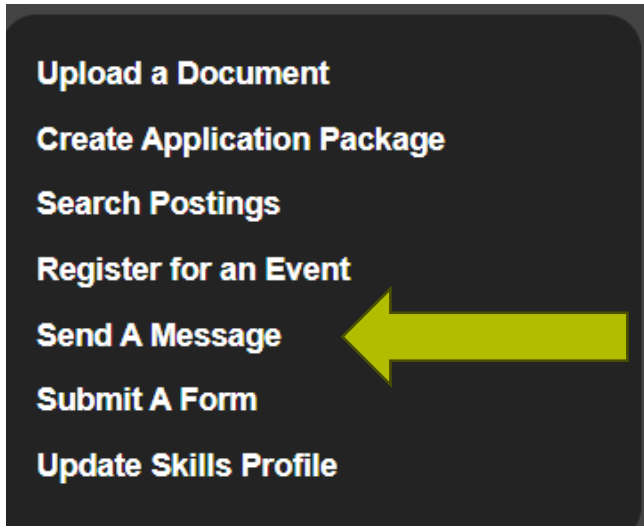 Upload a Document
Create Application Package
Search Postings
Register for an Event
Send A Message
Submit A Form
Update Skills Profile